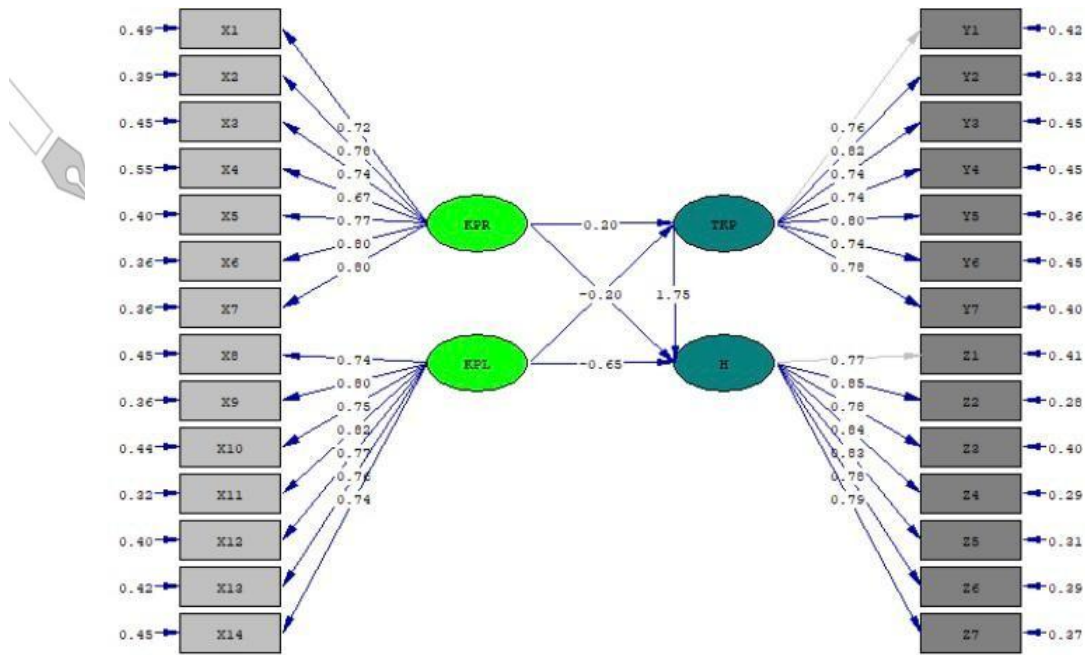 0.49 X1
0.39 X2
0.45 X3
0.55 X4
0.40 X5
0.36 X6
0.36 X7
0.45 X8
0.36 X9
0.44 X10
0.32 X11
0.40 X12
0.42 X13
0.45 X14
0.72
0.78
0.74
0.67
0.77
0.80
0.80
0.74
0.80
0.75
0.82
0.77
0.76
0.74
KPR
KPL
0.20
-0.20
1.75
-0.65
TKP
H
0.76
0.82
0.74
0.74
0.80
0.74
0.78
0.77
0.85
0.78
0.84
0.83
0.78
0.79
Y1 0.42
Y2 0.33
Y3 0.45
Y4 0.45
Y5 0.36
Y6 0.45
Y7 0.40
Z1 0.41
Z2 0.28
Z3 0.40
Z4 0.29
Z5 0.31
Z6 0.39
Z7 0.37